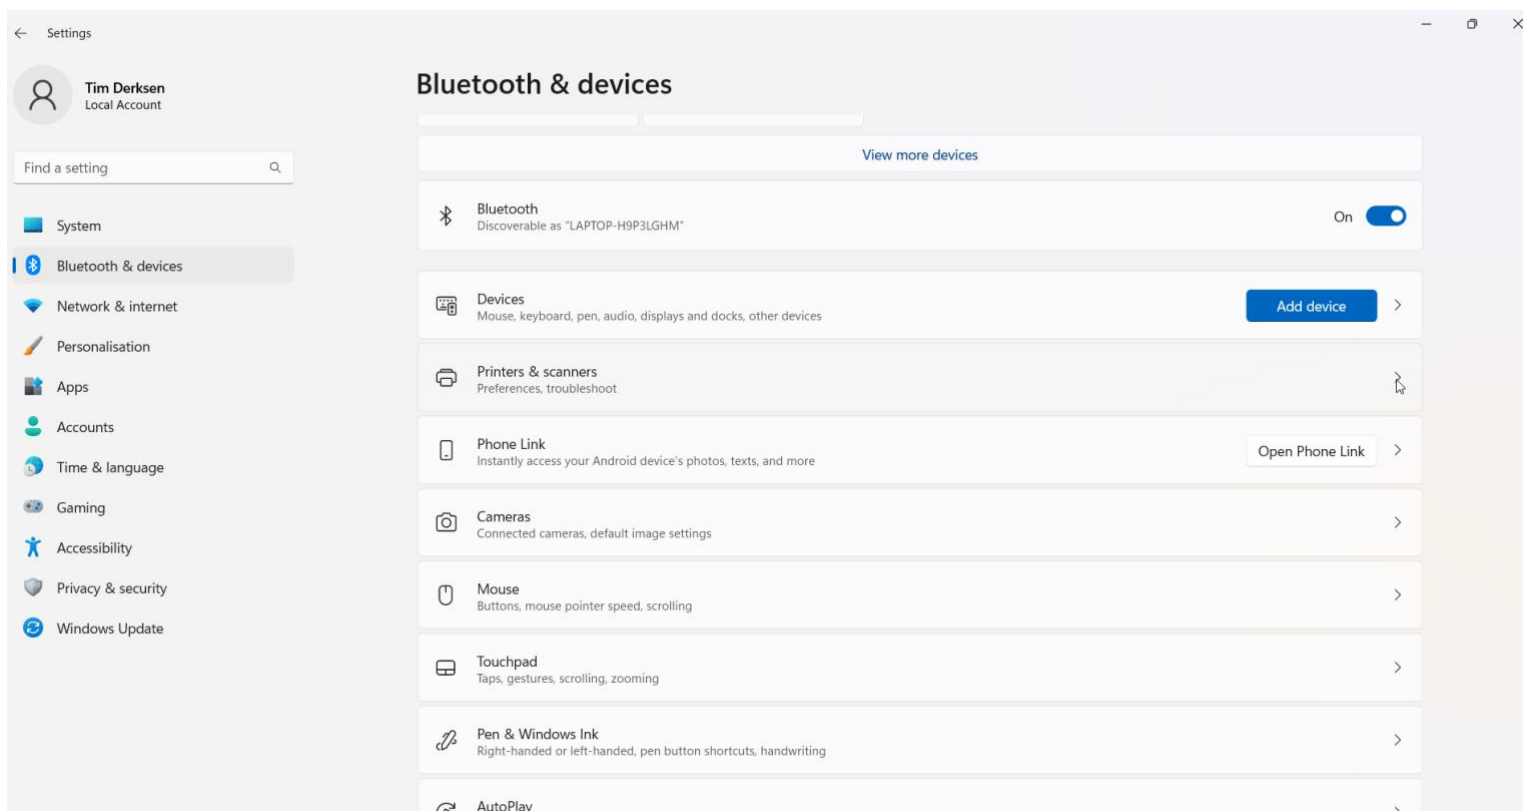 Settings
Tim Derksen
Local Account
Find a setting
System
Bluetooth & devices
Network & internet
Personalisation
Apps
Accounts
Time & language
Gaming
Accessibility
Privacy & security
Windows Update
Bluetooth & devices
View more devices
Bluetooth
Discoverable as "LAPTOP-H9P3LGHM"
On
Devices
Mouse, keyboard, pen, audio, displays and docks, other devices
Add device
Printers & scanners
Preferences, troubleshoot
Phone Link
Instantly access your Android device's photos, texts, and more
Open Phone Link
Cameras
Connected cameras, default image settings
Mouse
Buttons, mouse pointer speed, scrolling
Touchpad
Taps, gestures, scrolling, zooming
Pen & Windows Ink
Right-handed or left-handed, pen button shortcuts, handwriting
AutoPlay